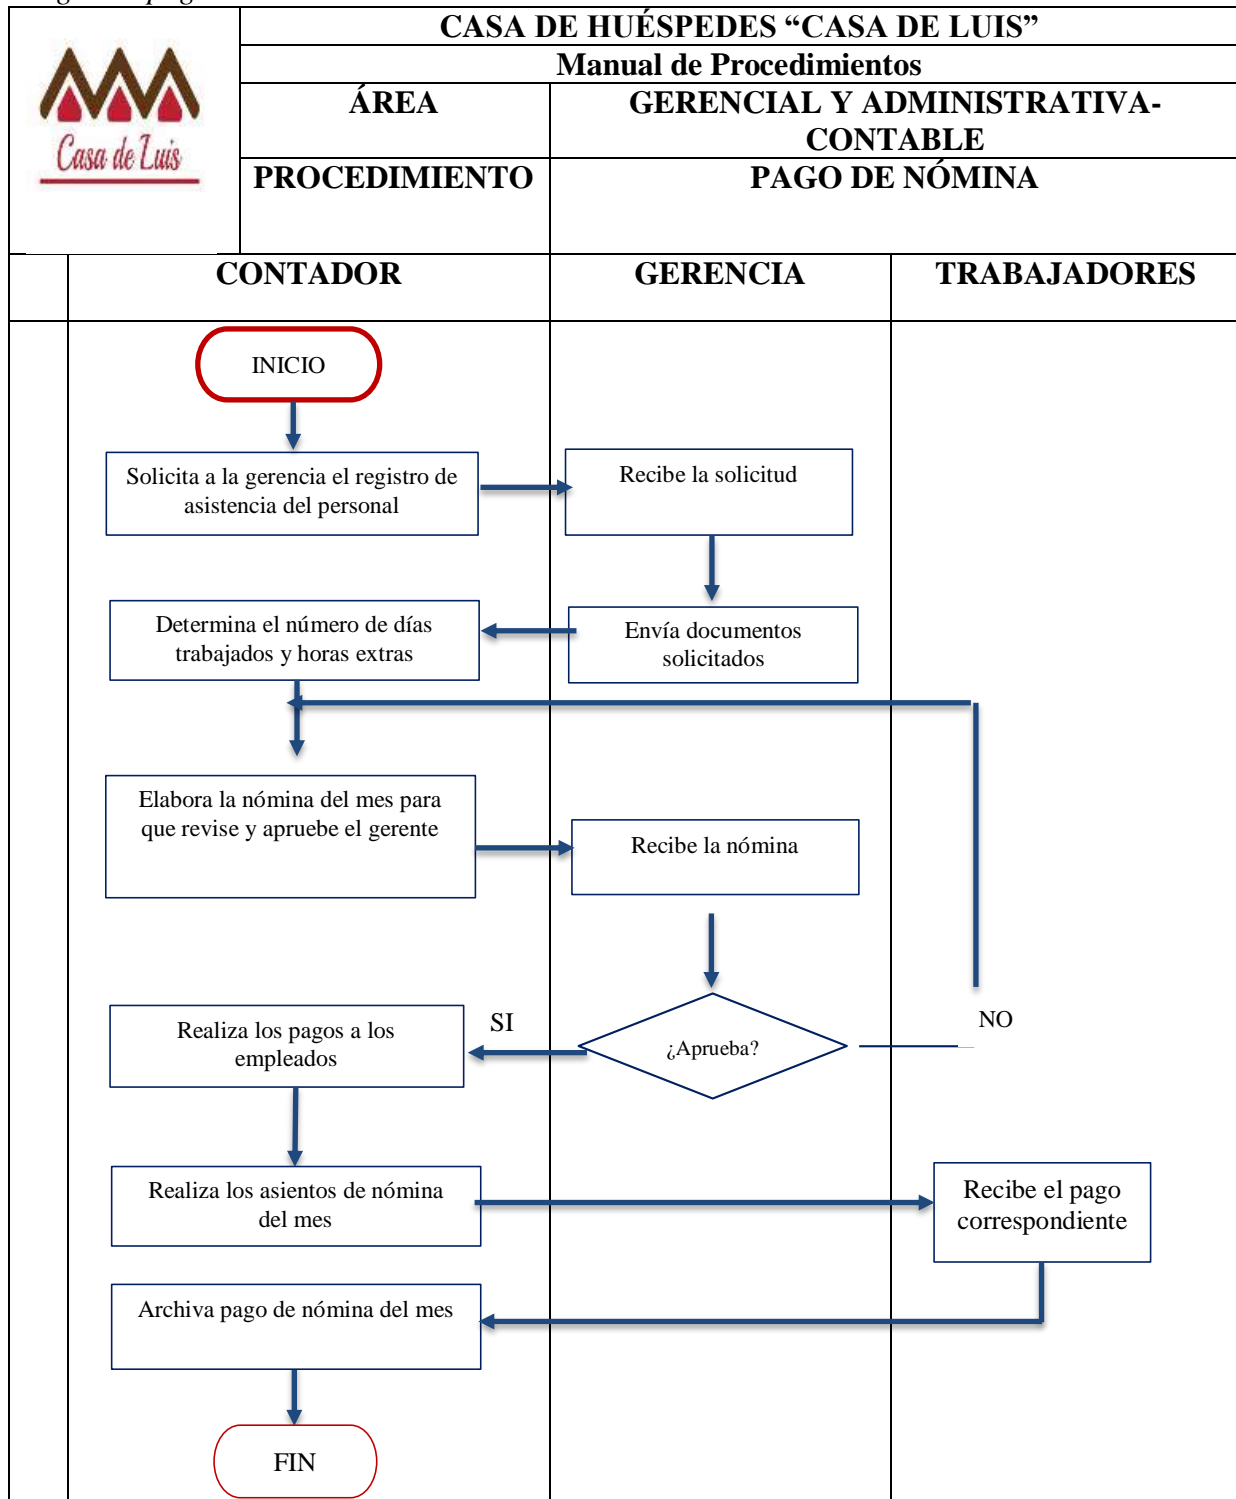 CASA DE HUÉSPEDES “CASA DE LUIS”
Manual de Procedimientos
Casa de Luis
ÁREA
GERENCIAL Y ADMINISTRATIVA-
CONTABLE
PROCEDIMIENTO
PAGO DE NÓMINA
CONTADOR
GERENCIA
TRABAJADORES
INICIO
Solicita a la gerencia el registro de
asistencia del personal
Recibe la solicitud
Determina el número de días
trabajados y horas extras
Envía documentos
solicitados
Elabora la nómina del mes para
que revise y apruebe el gerente
Recibe la nómina
Realiza los pagos a los
empleados
SI
¿Aprueba?
NO
Realiza los asientos de nómina
del mes
Recibe el pago
correspondiente
Archiva pago de nómina del mes
FIN